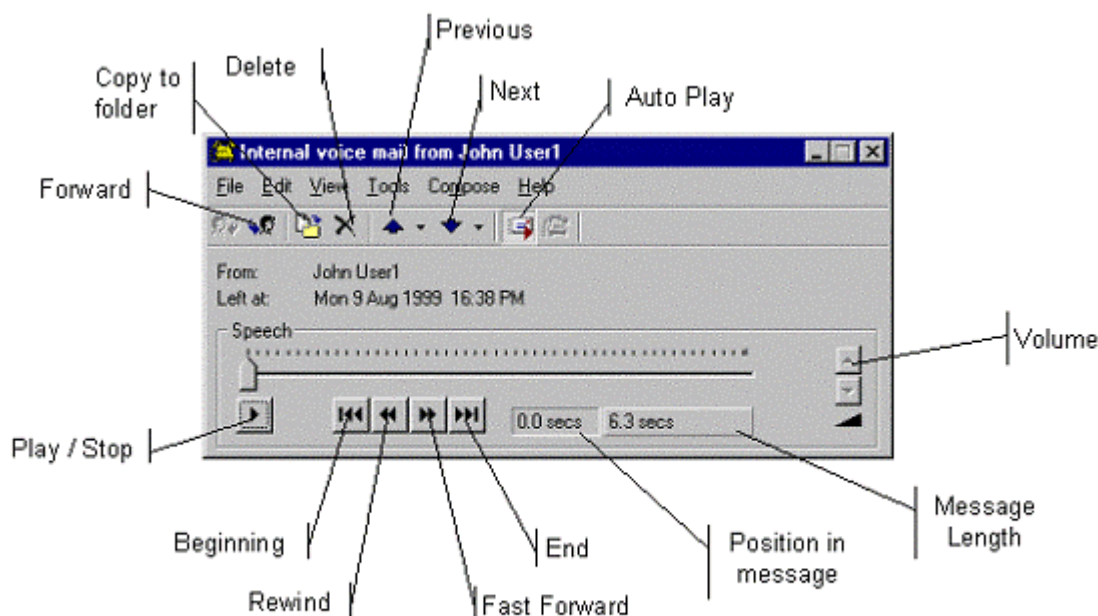 Previous
Delete
Copy to
folder
Next
Auto Play
Internal voice mail from John User1
Forward
File Edit View Tools Compose Help
From: John User1
Left at: Mon 9 Aug 1999 16:38 PM
Speech
Volume
0.0 secs 6.3 secs
Play / Stop
Message
Length
Beginning
End
Position in
message
Rewind
Fast Forward